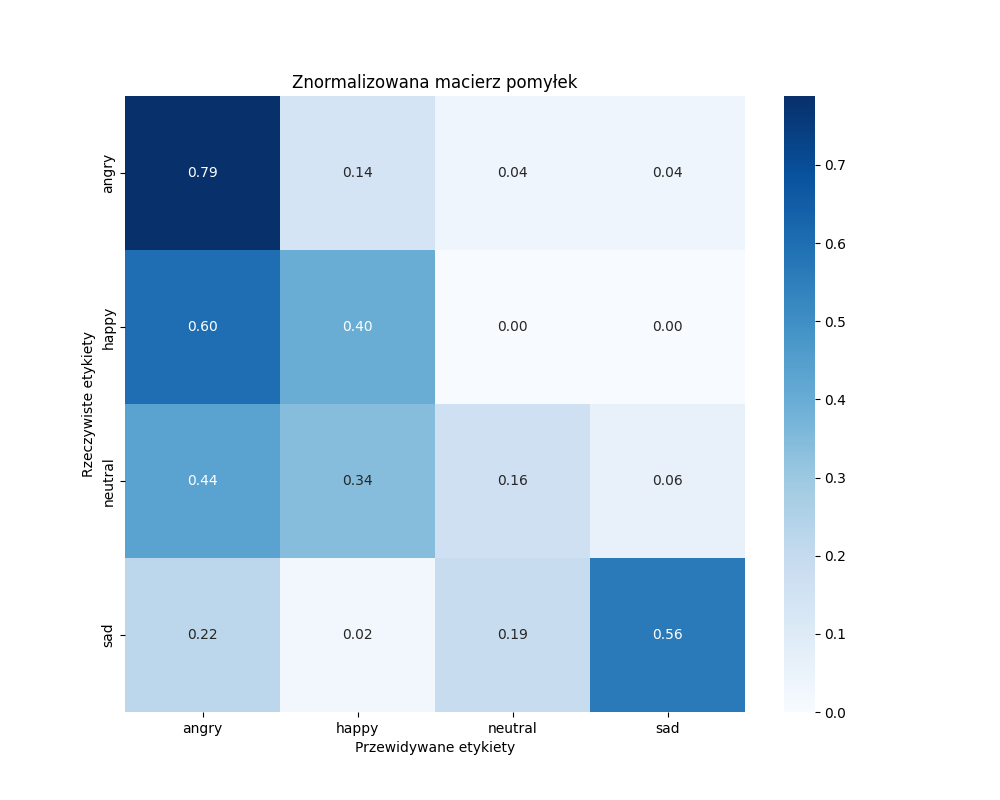 Znormalizowana macierz pomyłek
angry 0.79 0.14 0.04 0.04
happy 0.60 0.40 0.00 0.00
neutral 0.44 0.34 0.16 0.06
sad 0.22 0.02 0.19 0.56
angry happy neutral sad
Przewidywane etykiety
Rzeczywiste etykiety
0.7
0.6
0.5
0.4
0.3
0.2
0.1
0.0